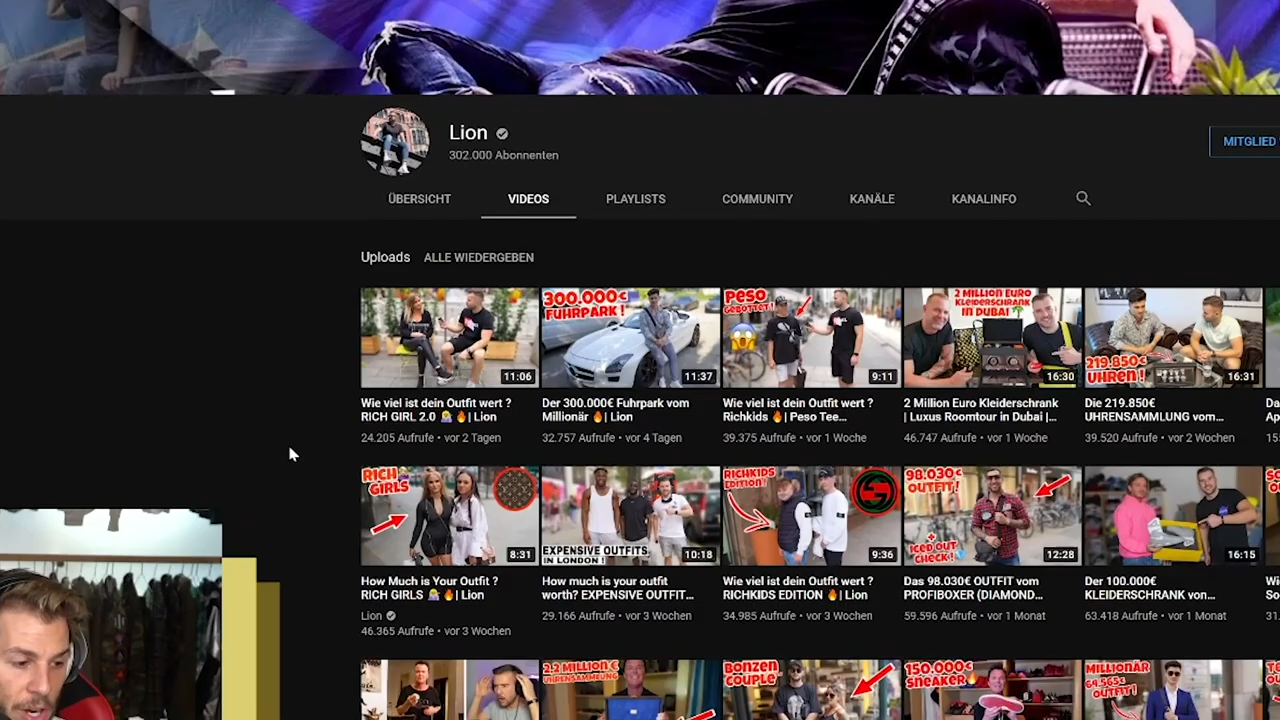 Lion
302.000 Abonnenten
MITGLIED
ÜBERSICHT VIDEOS PLAYLISTS COMMUNITY KANÄLE KANALINFO
Uploads ALLE WIEDERGEBEN
11:06
300.000€
FUHRPARK !
11:37
PESO
GEBOTTET!
9:11
2 MILLION EURO
KLEIDERSCHRANK
IN DUBAI
16:30
219.850€
UHREN !
16:31
Wie viel ist dein Outfit wert ?
RICH GIRL 2.0 🤷‍♀️🔥| Lion
24.205 Aufrufe • vor 2 Tagen
Der 300.000€ Fuhrpark vom
Millionär 🔥| Lion
32.757 Aufrufe • vor 4 Tagen
Wie viel ist dein Outfit wert ?
Richkids 🔥| Peso Tee...
39.375 Aufrufe • vor 1 Woche
2 Million Euro Kleiderschrank
| Luxus Roomtour in Dubai |...
46.747 Aufrufe • vor 1 Woche
Die 219.850€
UHRENSAMMLUNG vom...
39.520 Aufrufe • vor 2 Wochen
RICH
GIRLS
8:31
EXPENSIVE OUTFITS
IN LONDON !
10:18
RICHKIDS
EDITION !
9:36
98.030€
OUTFIT!
+
ICED OUT
CHECK!
12:28
16:15
How Much is Your Outfit ?
RICH GIRLS 🤷‍♀️🔥| Lion
Lion
46.365 Aufrufe • vor 3 Wochen
How much is your outfit
worth? EXPENSIVE OUTFIT...
29.166 Aufrufe • vor 3 Wochen
Wie viel ist dein Outfit wert ?
RICHKIDS EDITION 🔥| Lion
34.985 Aufrufe • vor 3 Wochen
Das 98.030€ OUTFIT vom
PROFIBOXER (DIAMOND...
59.596 Aufrufe • vor 1 Monat
Der 100.000€
KLEIDERSCHRANK von...
63.418 Aufrufe • vor 1 Monat
2.2 MILLION €
UHRENSAMMLUNG
BONZEN
COUPLE
150.000€
SNEAKER
MILLIONÄR
64.565€
OUTFIT!